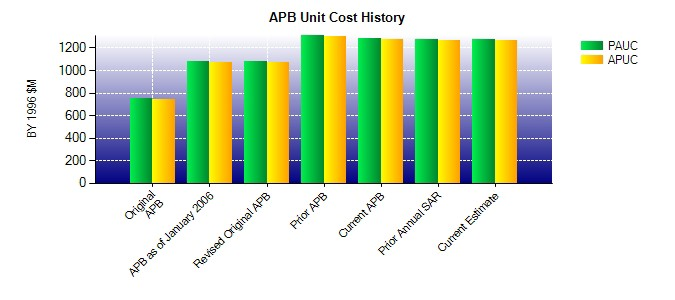 APB Unit Cost History
BY 1996 $M
1200
1000
800
600
400
200
0
Original
APB
APB as of January 2006
Revised Original APB
Prior APB
Current APB
Prior Annual SAR
Current Estimate
PAUC
APUC